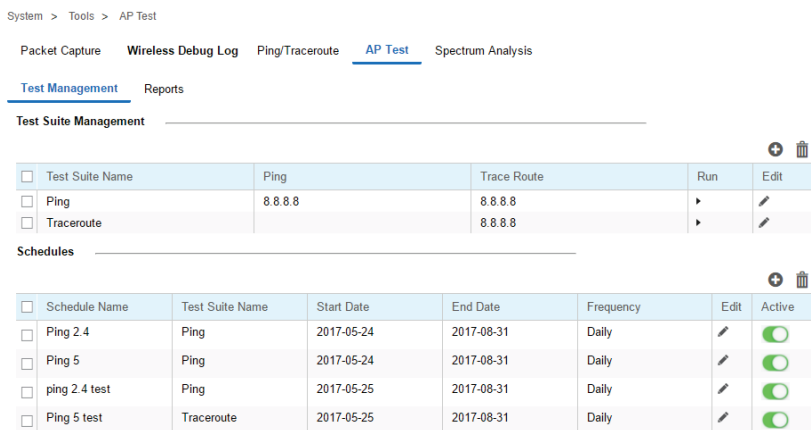 System > Tools > AP Test
Packet Capture Wireless Debug Log Ping/Traceroute AP Test Spectrum Analysis
Test Management Reports
Test Suite Management
Test Suite Name Ping Trace Route Run Edit
Ping 8.8.8.8 8.8.8.8
Traceroute 8.8.8.8
Schedules
Schedule Name Test Suite Name Start Date End Date Frequency Edit Active
Ping 2.4 Ping 2017-05-24 2017-08-31 Daily
Ping 5 Ping 2017-05-24 2017-08-31 Daily
ping 2.4 test Ping 2017-05-25 2017-08-31 Daily
Ping 5 test Traceroute 2017-05-25 2017-08-31 Daily